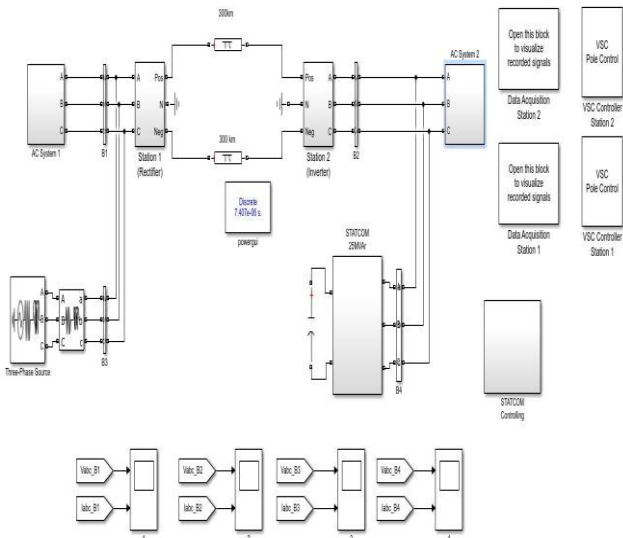 300km
AC System 2
Open this block
to visualize
recorded signals
Data Acquisition
Station 2
VSC
Pole Control
VSC Controller
Station 2
A
B
C
AC System 1
B1
A
B
C
Pos
N
Neg
Station 1
(Rectifier)
300 km
Pos
N
Neg
A
B
C
Station 2
(Inverter)
B2
A
B
C
Open this block
to visualize
recorded signals
Data Acquisition
Station 1
VSC
Pole Control
VSC Controller
Station 1
Discrete
7.407e-06 s.
powergui
STATCOM
25MVAr
A
B
C
B4
A
C
Three-Phase Source
A
B
C
a
b
c
B3
STATCOM
Controlling
Vabc_B1
Iabc_B1
Vabc_B2
Iabc_B2
Vabc_B3
Iabc_B3
Vabc_B4
Iabc_B4